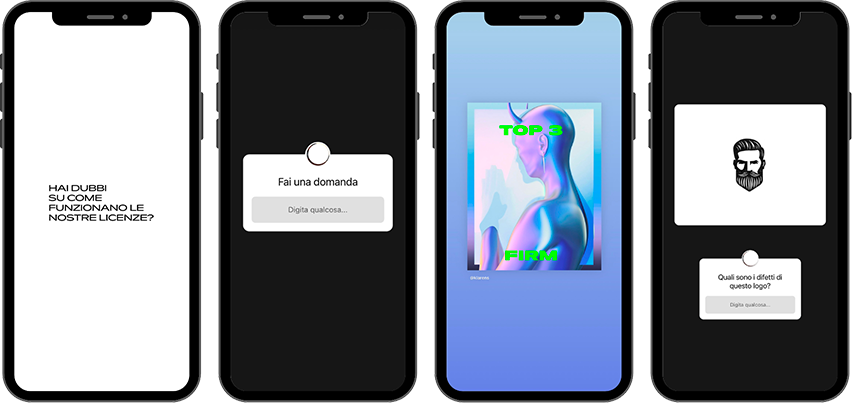 HAI DUBBI
SU COME
FUNZIONANO LE
NOSTRE LICENZE?
Fai una domanda
Digita qualcosa...
TOP 3
FIRM
Quali sono i difetti di
questo logo?
Digita qualcosa...